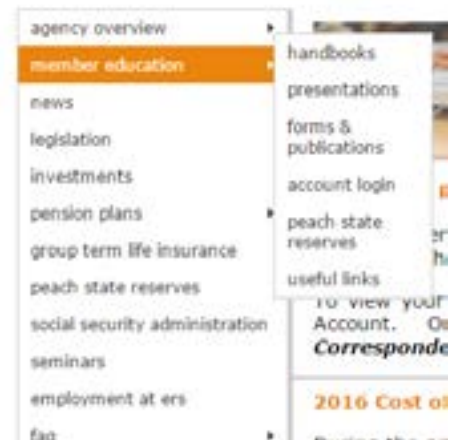 agency overview
member education
news
legislation
investments
pension plans
group term life insurance
peach state reserves
social security administration
seminars
employment at ers
faq
handbooks
presentations
forms &
publications
account login
peach state
reserves
useful links
To view your
Account.
Corresponde
2016 Cost of